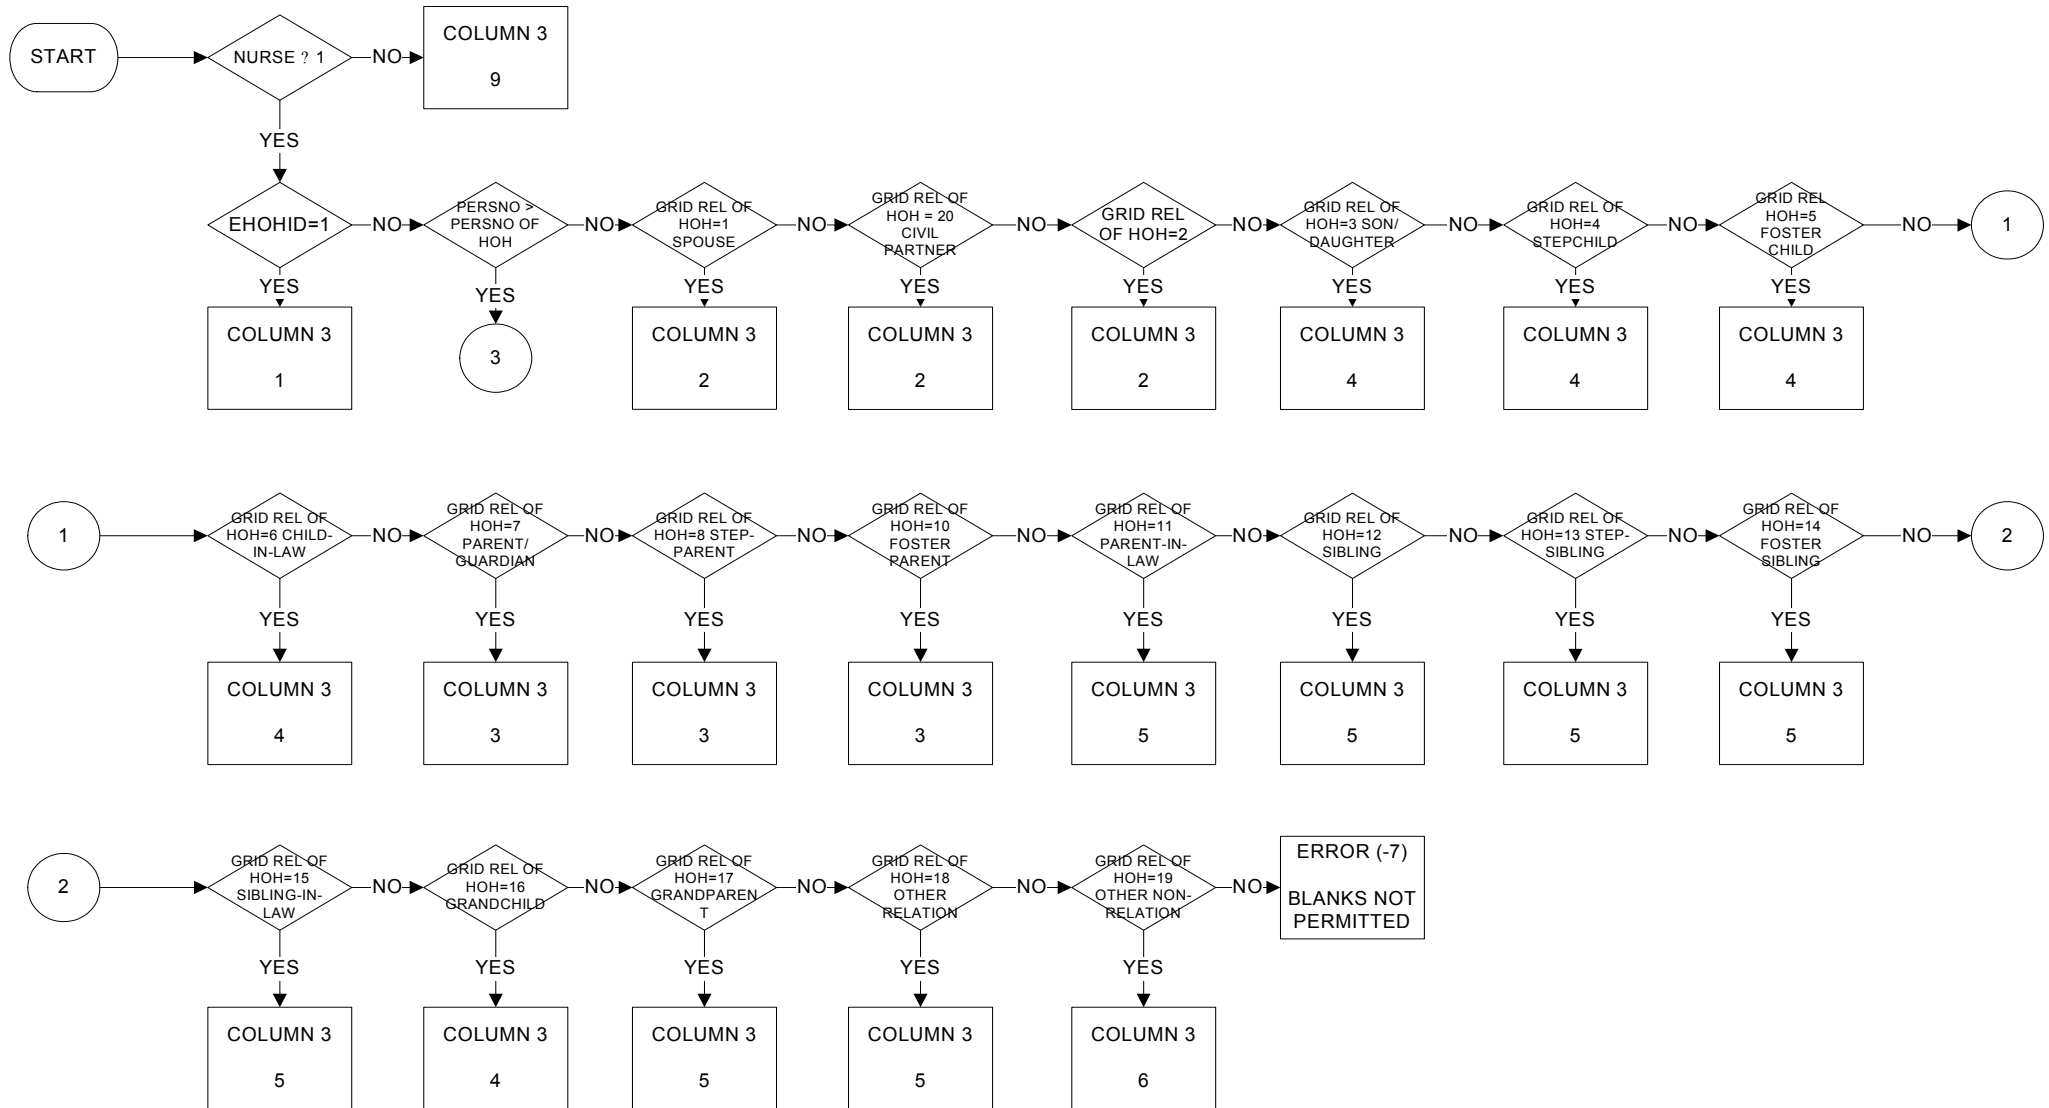 START
NURSE ? 1
NO
COLUMN 3
9
YES
EHOHID=1
NO
PERSNO >
PERSNO OF
HOH
NO
GRID REL OF
HOH=1
SPOUSE
NO
GRID REL OF
HOH = 20
CIVIL
PARTNER
NO
GRID REL
OF HOH=2
NO
GRID REL OF
HOH=3 SON/
DAUGHTER
NO
GRID REL OF
HOH=4
STEPCHILD
NO
GRID REL
HOH=5
FOSTER
CHILD
NO
1
YES
YES
YES
YES
YES
YES
YES
YES
COLUMN 3
1
3
COLUMN 3
2
COLUMN 3
2
COLUMN 3
2
COLUMN 3
4
COLUMN 3
4
COLUMN 3
4
1
GRID REL OF
HOH=6 CHILD-
IN-LAW
NO
GRID REL OF
HOH=7
PARENT/
GUARDIAN
NO
GRID REL OF
HOH=8 STEP-
PARENT
NO
GRID REL OF
HOH=10
FOSTER
PARENT
NO
GRID REL OF
HOH=11
PARENT-IN-
LAW
NO
GRID REL OF
HOH=12
SIBLING
NO
GRID REL OF
HOH=13 STEP-
SIBLING
NO
GRID REL OF
HOH=14
FOSTER
SIBLING
NO
2
YES
YES
YES
YES
YES
YES
YES
YES
COLUMN 3
4
COLUMN 3
3
COLUMN 3
3
COLUMN 3
3
COLUMN 3
5
COLUMN 3
5
COLUMN 3
5
COLUMN 3
5
2
GRID REL OF
HOH=15
SIBLING-IN-
LAW
NO
GRID REL OF
HOH=16
GRANDCHILD
NO
GRID REL OF
HOH=17
GRANDPAREN
T
NO
GRID REL OF
HOH=18
OTHER
RELATION
NO
GRID REL OF
HOH=19
OTHER NON-
RELATION
NO
ERROR (-7)
BLANKS NOT
PERMITTED
YES
YES
YES
YES
YES
COLUMN 3
5
COLUMN 3
4
COLUMN 3
5
COLUMN 3
5
COLUMN 3
6